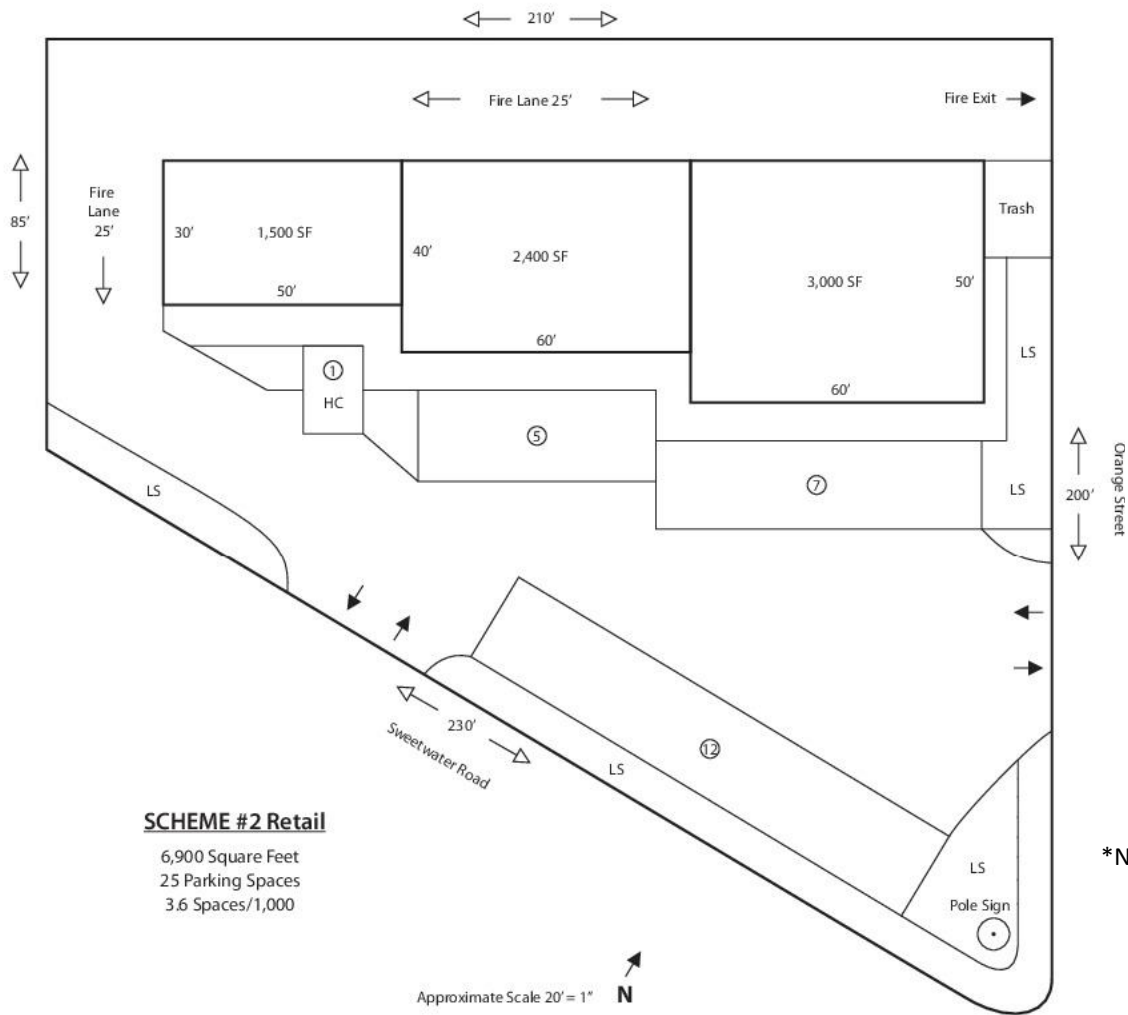 210'
Fire Lane 25'
Fire Exit
85'
Fire
Lane
25'
30'
1,500 SF
50'
40'
2,400 SF
60'
3,000 SF
50'
60'
Trash
LS
1
HC
5
7
LS
200'
Orange Street
LS
230'
Sweetwater Road
12
LS
LS
Pole Sign
SCHEME #2 Retail
6,900 Square Feet
25 Parking Spaces
3.6 Spaces/1,000
*N
Approximate Scale 20' = 1" N